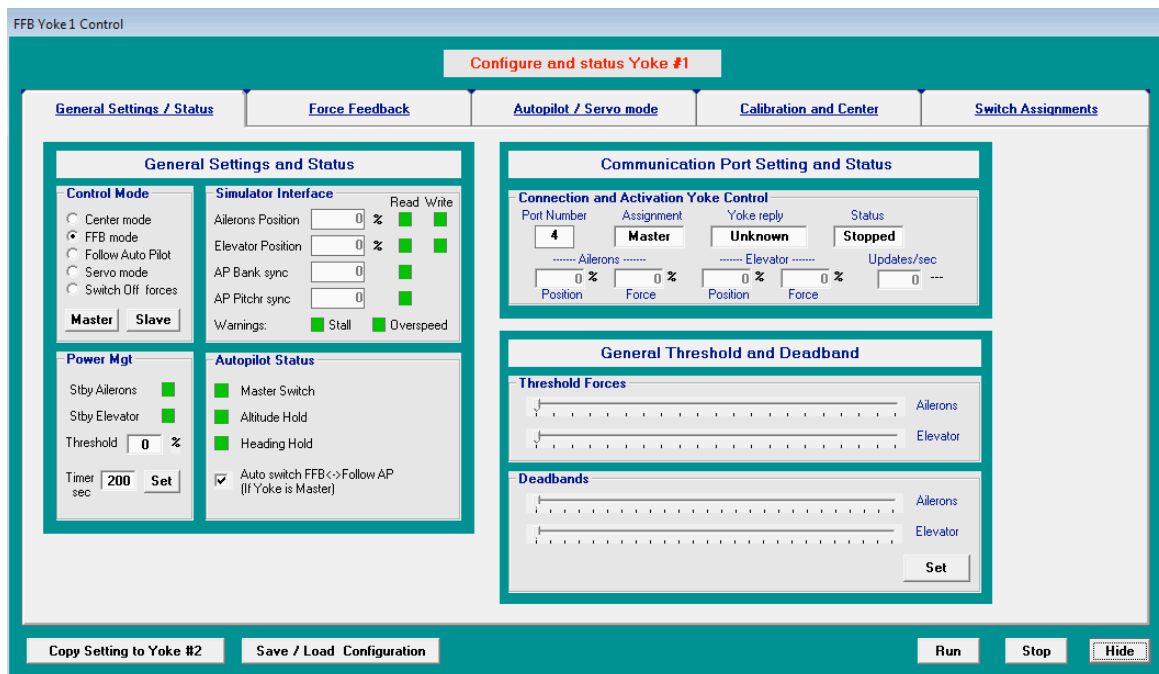 FFB Yoke 1 Control
Configure and status Yoke #1
General Settings / Status
Force Feedback
Autopilot / Servo mode
Calibration and Center
Switch Assignments
General Settings and Status
Control Mode
Center mode
FFB mode
Follow Auto Pilot
Servo mode
Switch Off forces
Master Slave
Simulator Interface
Read Write
Ailerons Position 0 %
Elevator Position 0 %
AP Bank sync 0
AP Pitchr sync 0
Warnings: Stall Overspeed
Power Mgt
Stby Ailerons
Stby Elevator
Threshold 0 %
Timer sec 200 Set
Autopilot Status
Master Switch
Altitude Hold
Heading Hold
Auto switch FFB<->Follow AP
(If Yoke is Master)
Communication Port Setting and Status
Connection and Activation Yoke Control
Port Number Assignment Yoke reply Status
4 Master Unknown Stopped
------ Ailerons ------ ------ Elevator ------ Updates/sec
0 % 0 % 0 % 0 % 0 ---
Position Force Position Force
General Threshold and Deadband
Threshold Forces
Ailerons
Elevator
Deadbands
Ailerons
Elevator
Set
Copy Setting to Yoke #2
Save / Load Configuration
Run
Stop
Hide